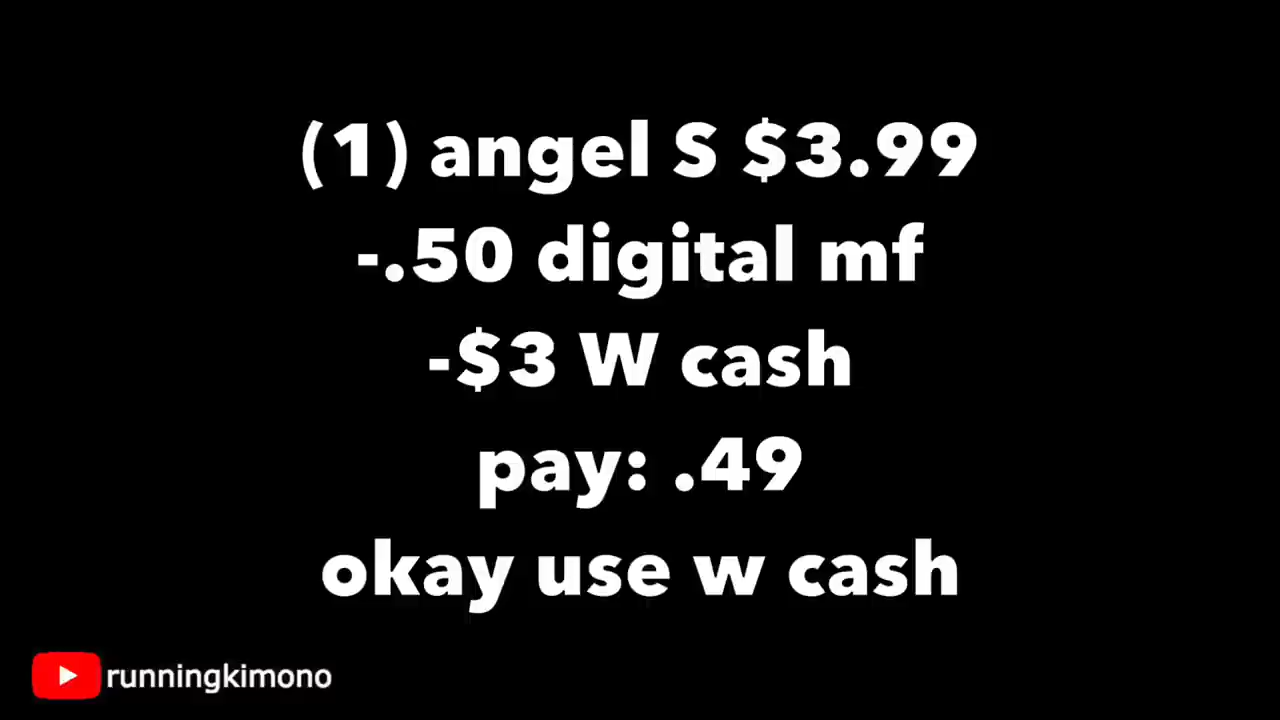 (1) angel S $3.99
-.50 digital mf
-$3 W cash
pay: .49
okay use w cash
runningkimono